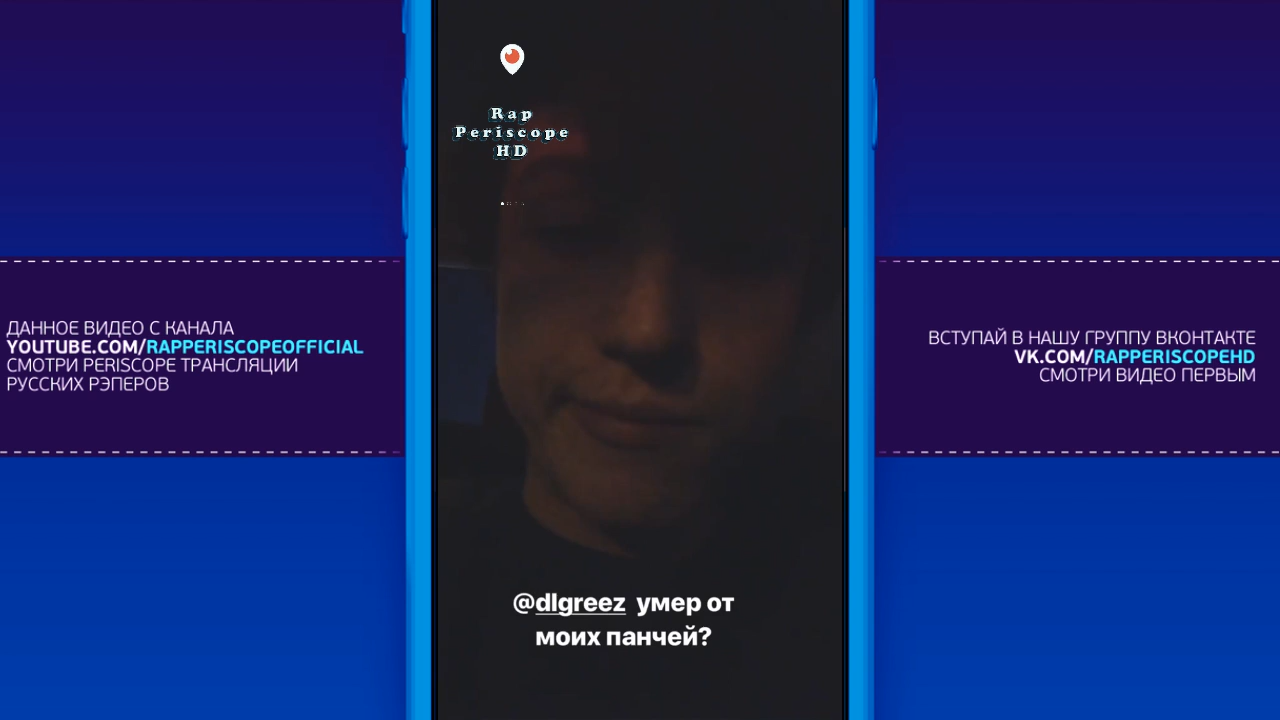 Rap
Periscope
HD
ДАННОЕ ВИДЕО С КАНАЛА
YOUTUBE.COM/RAPPERISCOPEOFFICIAL
СМОТРИ PERISCOPE ТРАНСЛЯЦИИ
РУССКИХ РЭПЕРОВ
ВСТУПАЙ В НАШУ ГРУППУ ВКОНТАКТЕ
VK.COM/RAPPERISCOPEHD
СМОТРИ ВИДЕО ПЕРВЫМ
@dlgreez умер от
моих панчей?